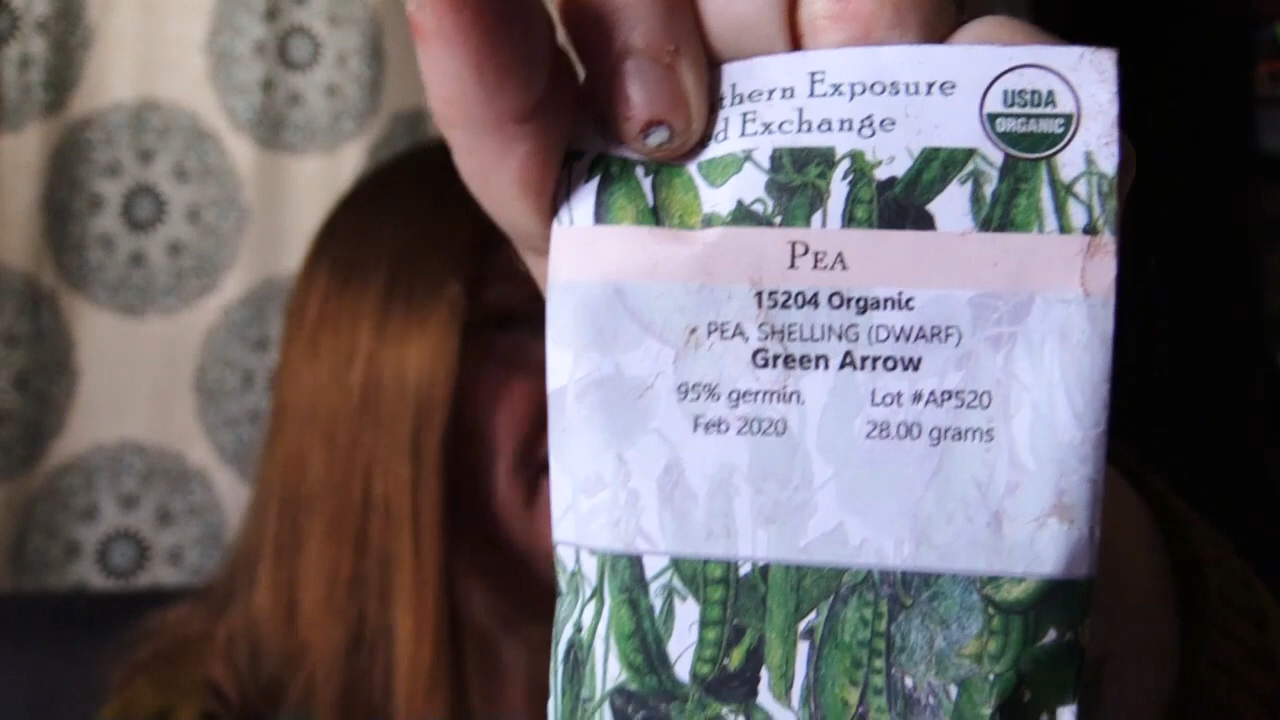 thern Exposure
d Exchange
USDA
ORGANIC
PEA
15204 Organic
PEA, SHELLING (DWARF)
Green Arrow
95% germin. Lot #AP520
Feb 2020 28.00 grams